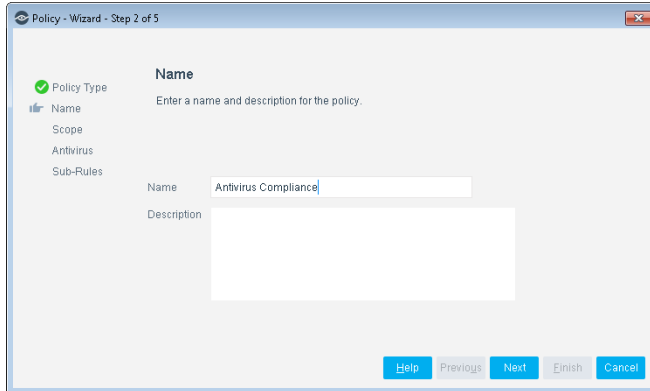 Policy - Wizard - Step 2 of 5
Policy Type
Name
Scope
Antivirus
Sub-Rules
Name
Enter a name and description for the policy.
Name Antivirus Compliance
Description
Help Previous Next Finish Cancel